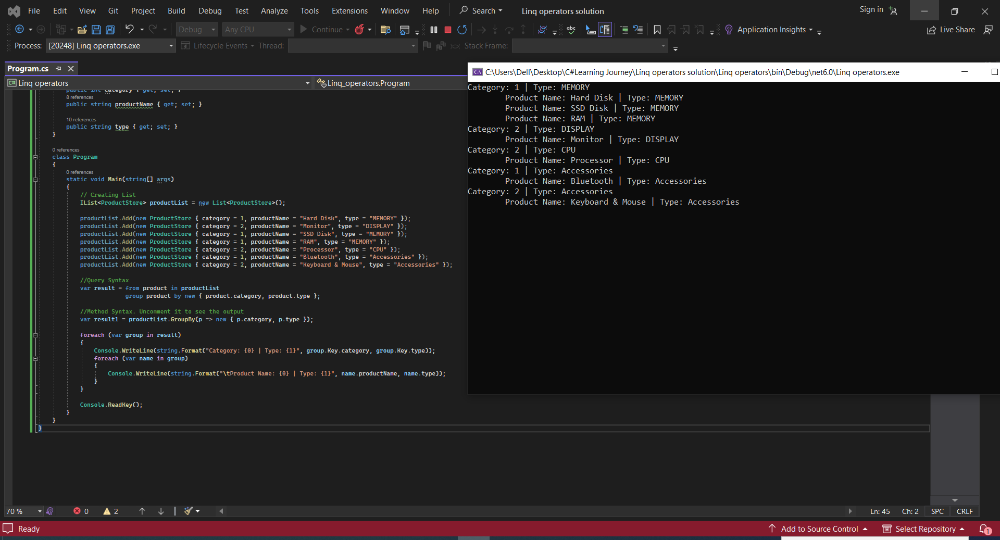 File Edit View Git Project Build Debug Test Analyze Tools Extensions Window Help Search Linq operators solution Sign in
Debug Any CPU Continue abc Application Insights Live Share
Process: [20248] Linq operators.exe Lifecycle Events Thread: Stack Frame:
Program.cs
C# Linq operators Linq_operators.Program
public int category { get; set; }
8 references
public string productName { get; set; }
10 references
public string type { get; set; }
}
0 references
class Program
{
0 references
static void Main(string[] args)
{
// Creating List
IList<ProductStore> productList = new List<ProductStore>();
productList.Add(new ProductStore { category = 1, productName = "Hard Disk", type = "MEMORY" });
productList.Add(new ProductStore { category = 2, productName = "Monitor", type = "DISPLAY" });
productList.Add(new ProductStore { category = 1, productName = "SSD Disk", type = "MEMORY" });
productList.Add(new ProductStore { category = 1, productName = "RAM", type = "MEMORY" });
productList.Add(new ProductStore { category = 2, productName = "Processor", type = "CPU" });
productList.Add(new ProductStore { category = 1, productName = "Bluetooth", type = "Accessories" });
productList.Add(new ProductStore { category = 2, productName = "Keyboard & Mouse", type = "Accessories" });
//Query Syntax
var result = from product in productList
group product by new { product.category, product.type };
//Method Syntax. Uncomment it to see the output
var result1 = productList.GroupBy(p => new { p.category, p.type });
foreach (var group in result)
{
Console.WriteLine(string.Format("Category: {0} | Type: {1}", group.Key.category, group.Key.type));
foreach (var name in group)
{
Console.WriteLine(string.Format("\tProduct Name: {0} | Type: {1}", name.productName, name.type));
}
}
Console.ReadKey();
}
}
}
C:\Users\Dell\Desktop\C#Learning Journey\Linq operators solution\Linq operators\bin\Debug\net6.0\Linq operators.exe
Category: 1 | Type: MEMORY
Product Name: Hard Disk | Type: MEMORY
Product Name: SSD Disk | Type: MEMORY
Product Name: RAM | Type: MEMORY
Category: 2 | Type: DISPLAY
Product Name: Monitor | Type: DISPLAY
Category: 2 | Type: CPU
Product Name: Processor | Type: CPU
Category: 1 | Type: Accessories
Product Name: Bluetooth | Type: Accessories
Category: 2 | Type: Accessories
Product Name: Keyboard & Mouse | Type: Accessories
70 % 0 2 Ln: 45 Ch: 2 SPC CRLF
Ready Add to Source Control Select Repository 1